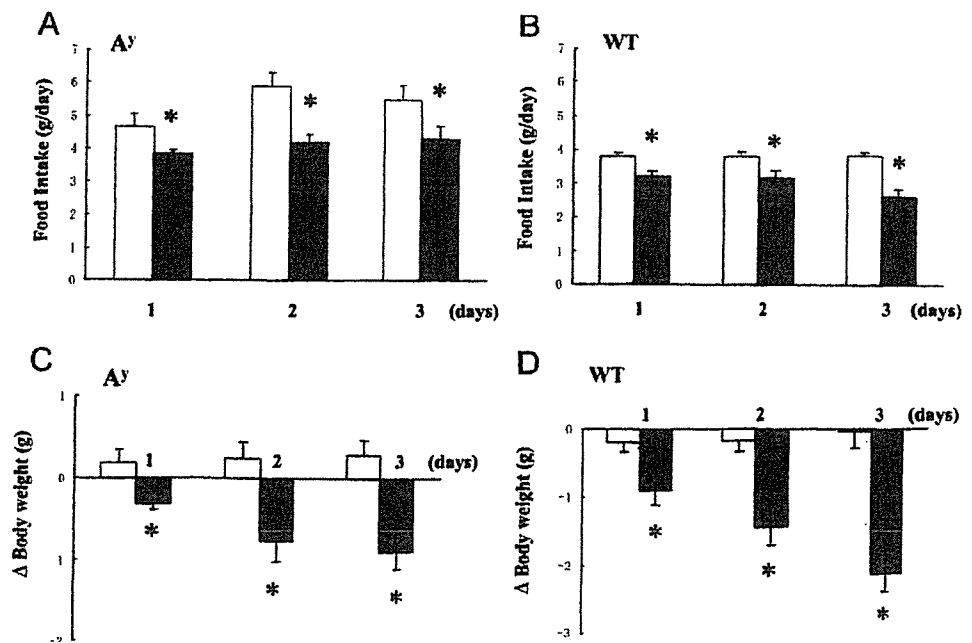 A
Aʸ
Food Intake (g/day)
7
6
5
4
3
2
1
0
*
*
*
1 2 3 (days)
B
WT
Food Intake (g/day)
7
6
5
4
3
2
1
0
*
*
*
1 2 3 (days)
C
Aʸ
Δ Body weight (g)
1
0
1
-2
1 2 3 (days)
*
*
*
D
WT
Δ Body weight (g)
1 2 3 (days)
0
-1
-2
-3
*
*
*